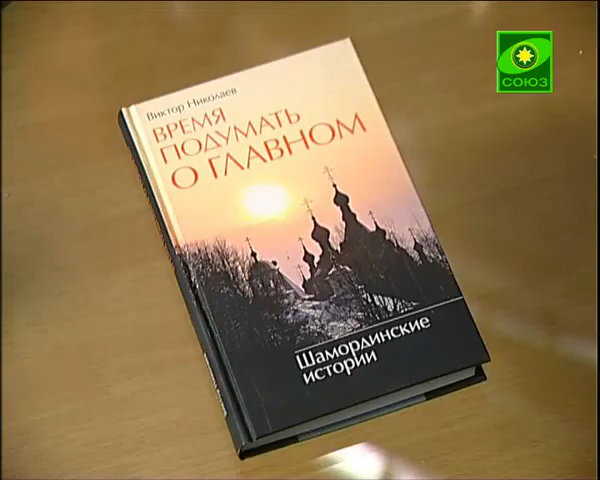 СОЮЗ
Виктор Николаев
ВРЕМЯ
ПОДУМАТЬ
О ГЛАВНОМ
Шамординские
истории